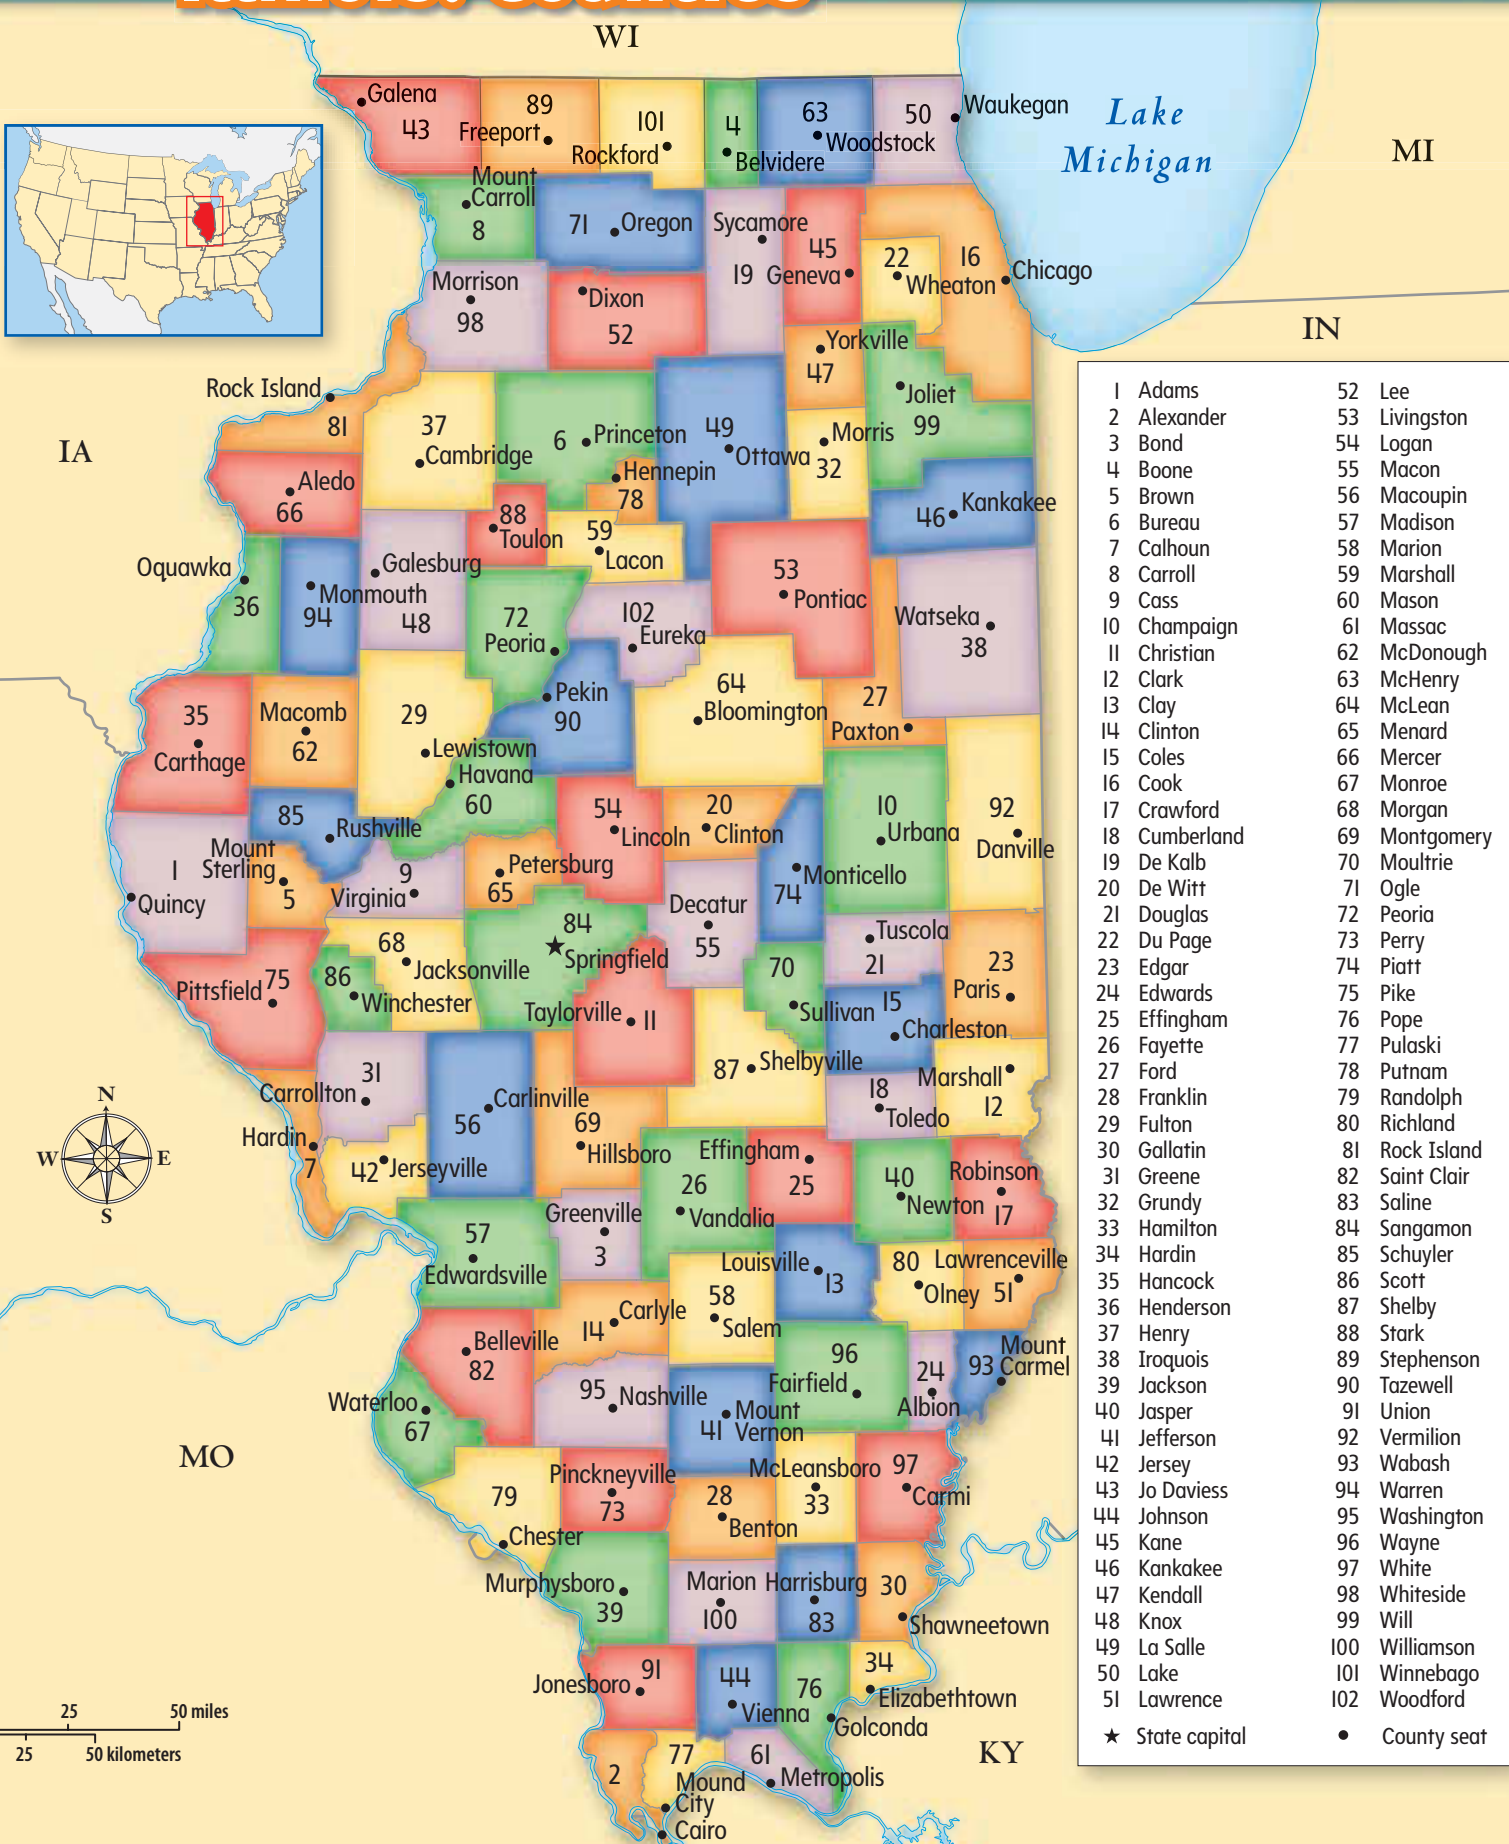 WI
Lake
Michigan
MI
IN
IA
MO
KY
Galena
43
89
Freeport
101
Rockford
4
Belvidere
63
Woodstock
50
Waukegan
Mount
Carroll
8
71 Oregon
Sycamore
19
45
Geneva
22
Wheaton
16
Chicago
Morrison
98
Dixon
52
Yorkville
47
Joliet
99
Rock Island
81
37
Cambridge
6 Princeton
49
Ottawa
Morris
32
Hennepin
78
Aledo
66
88
Toulon
59
Lacon
46 Kankakee
Oquawka
36
Monmouth
94
Galesburg
48
72
Peoria
102
Eureka
53
Pontiac
Watseka
38
Pekin
90
64
Bloomington
27
Paxton
35
Carthage
Macomb
62
29
Lewistown
Havana
60
85
Rushville
54
Lincoln
20
Clinton
10
Urbana
92
Danville
1
Quincy
Mount
Sterling
5
9
Virginia
Petersburg
65
Monticello
74
Decatur
55
84
Springfield
68
Jacksonville
86
Winchester
75
Pittsfield
Tuscola
21
23
Paris
70
Sullivan
15
Charleston
Taylorville 11
87 Shelbyville
Marshall
12
18
Toledo
31
Carrollton
Carlinville
56
69
Hillsboro
Hardin
7
42 Jerseyville
Effingham
25
26
Vandalia
40
Newton
Robinson
17
57
Edwardsville
Greenville
3
Louisville
13
80
Olney
Lawrenceville
51
Carlyle
14
58
Salem
Belleville
82
96
Fairfield
24
Albion
Mount
Carmel
93
Waterloo
67
95 Nashville
Mount
Vernon
41
79
Chester
Pinckneyville
73
28
Benton
McLeansboro
33
97
Carmi
Murphysboro
39
Marion
100
Harrisburg
83
30
Shawneetown
Jonesboro
91
44
Vienna
76
Golconda
34
Elizabethtown
2
77
Mound
City
61
Metropolis
Cairo
N
W
E
S
25 50 miles
25 50 kilometers
1 Adams
2 Alexander
3 Bond
4 Boone
5 Brown
6 Bureau
7 Calhoun
8 Carroll
9 Cass
10 Champaign
11 Christian
12 Clark
13 Clay
14 Clinton
15 Coles
16 Cook
17 Crawford
18 Cumberland
19 De Kalb
20 De Witt
21 Douglas
22 Du Page
23 Edgar
24 Edwards
25 Effingham
26 Fayette
27 Ford
28 Franklin
29 Fulton
30 Gallatin
31 Greene
32 Grundy
33 Hamilton
34 Hardin
35 Hancock
36 Henderson
37 Henry
38 Iroquois
39 Jackson
40 Jasper
41 Jefferson
42 Jersey
43 Jo Daviess
44 Johnson
45 Kane
46 Kankakee
47 Kendall
48 Knox
49 La Salle
50 Lake
51 Lawrence
52 Lee
53 Livingston
54 Logan
55 Macon
56 Macoupin
57 Madison
58 Marion
59 Marshall
60 Mason
61 Massac
62 McDonough
63 McHenry
64 McLean
65 Menard
66 Mercer
67 Monroe
68 Morgan
69 Montgomery
70 Moultrie
71 Ogle
72 Peoria
73 Perry
74 Piatt
75 Pike
76 Pope
77 Pulaski
78 Putnam
79 Randolph
80 Richland
81 Rock Island
82 Saint Clair
83 Saline
84 Sangamon
85 Schuyler
86 Scott
87 Shelby
88 Stark
89 Stephenson
90 Tazewell
91 Union
92 Vermilion
93 Wabash
94 Warren
95 Washington
96 Wayne
97 White
98 Whiteside
99 Will
100 Williamson
101 Winnebago
102 Woodford
★ State capital
• County seat